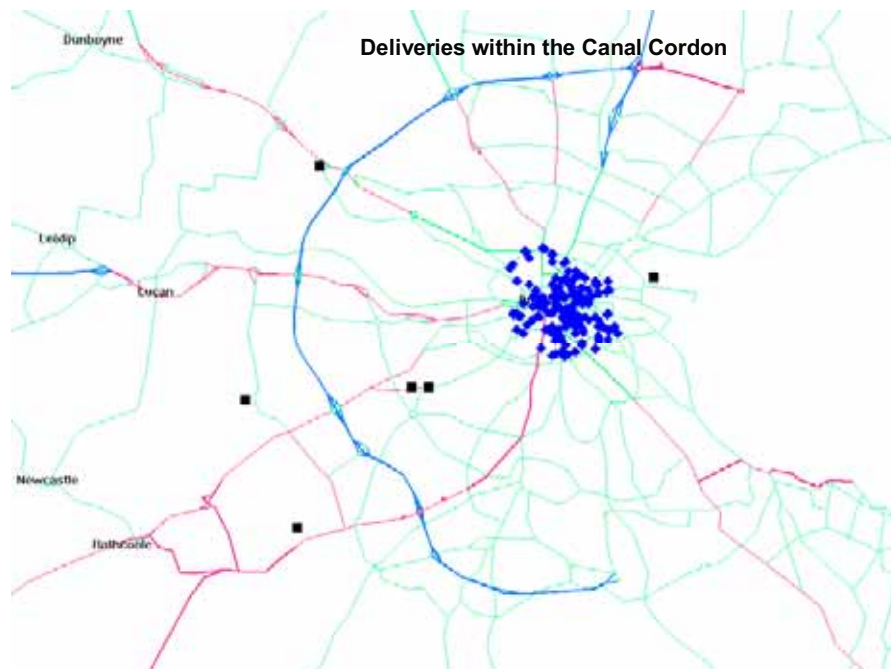 Dunboyne
Deliveries within the Canal Cordon
Leixlip
Lucan
Newcastle
Rathcoole